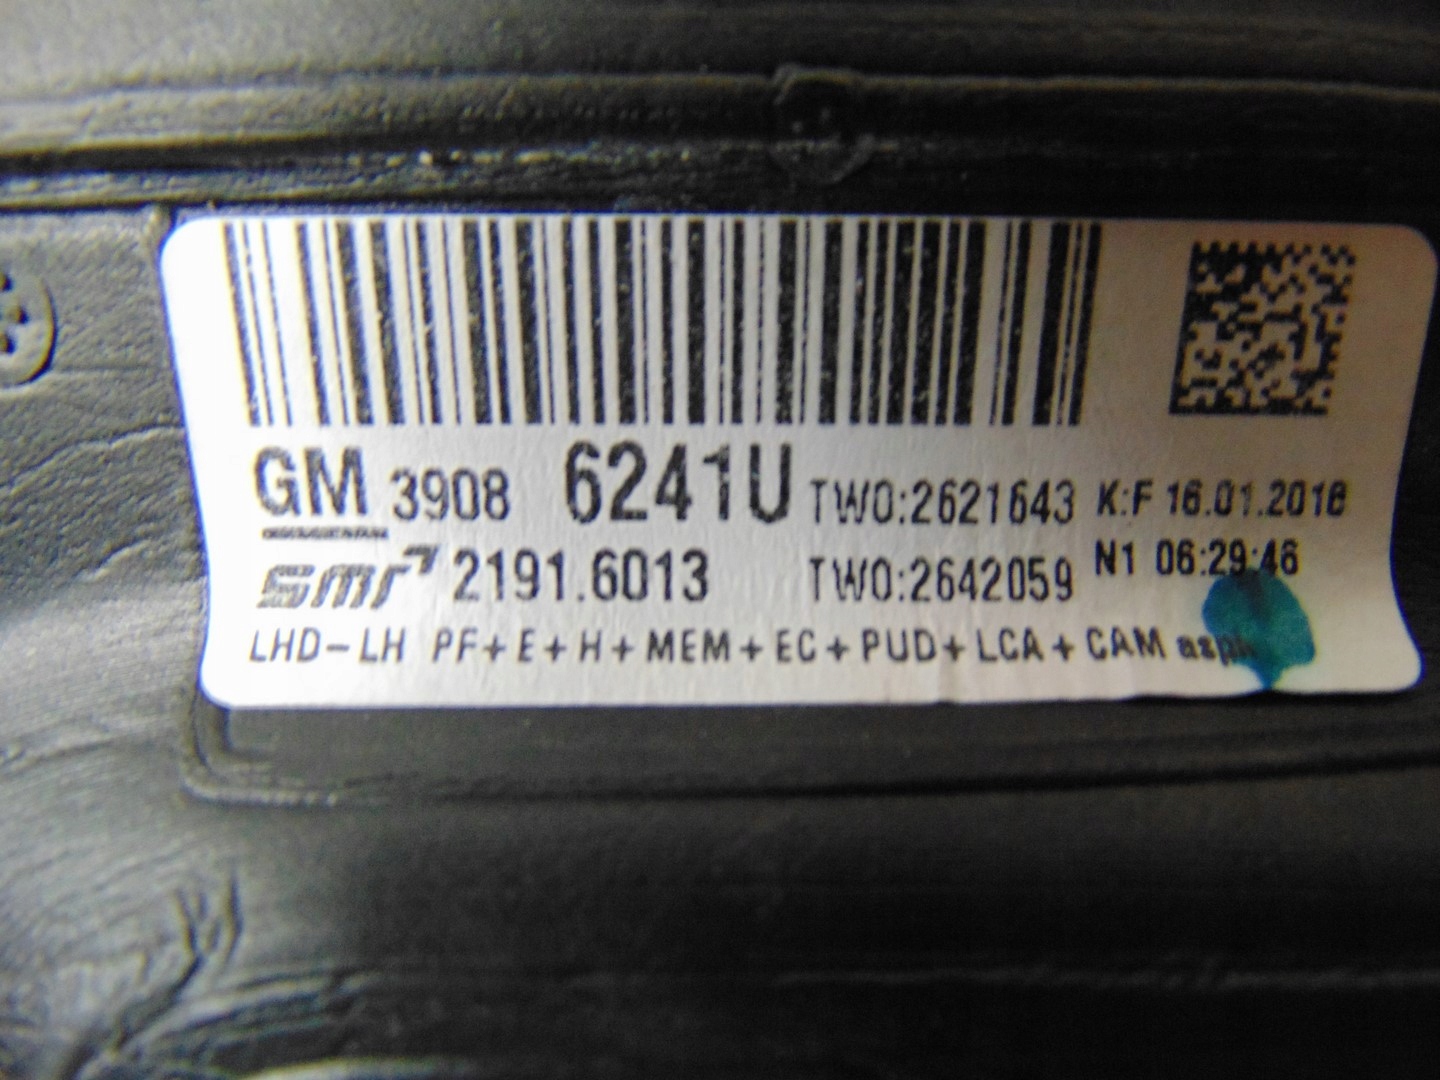 GM 3908 6241U TWO:2621643 K:F 16.01.2018
smr 2191.6013 TWO:2642059 N1 06:29:46
LHD-LH PF+E+H+MEM+EC+PUD+LCA+CAM